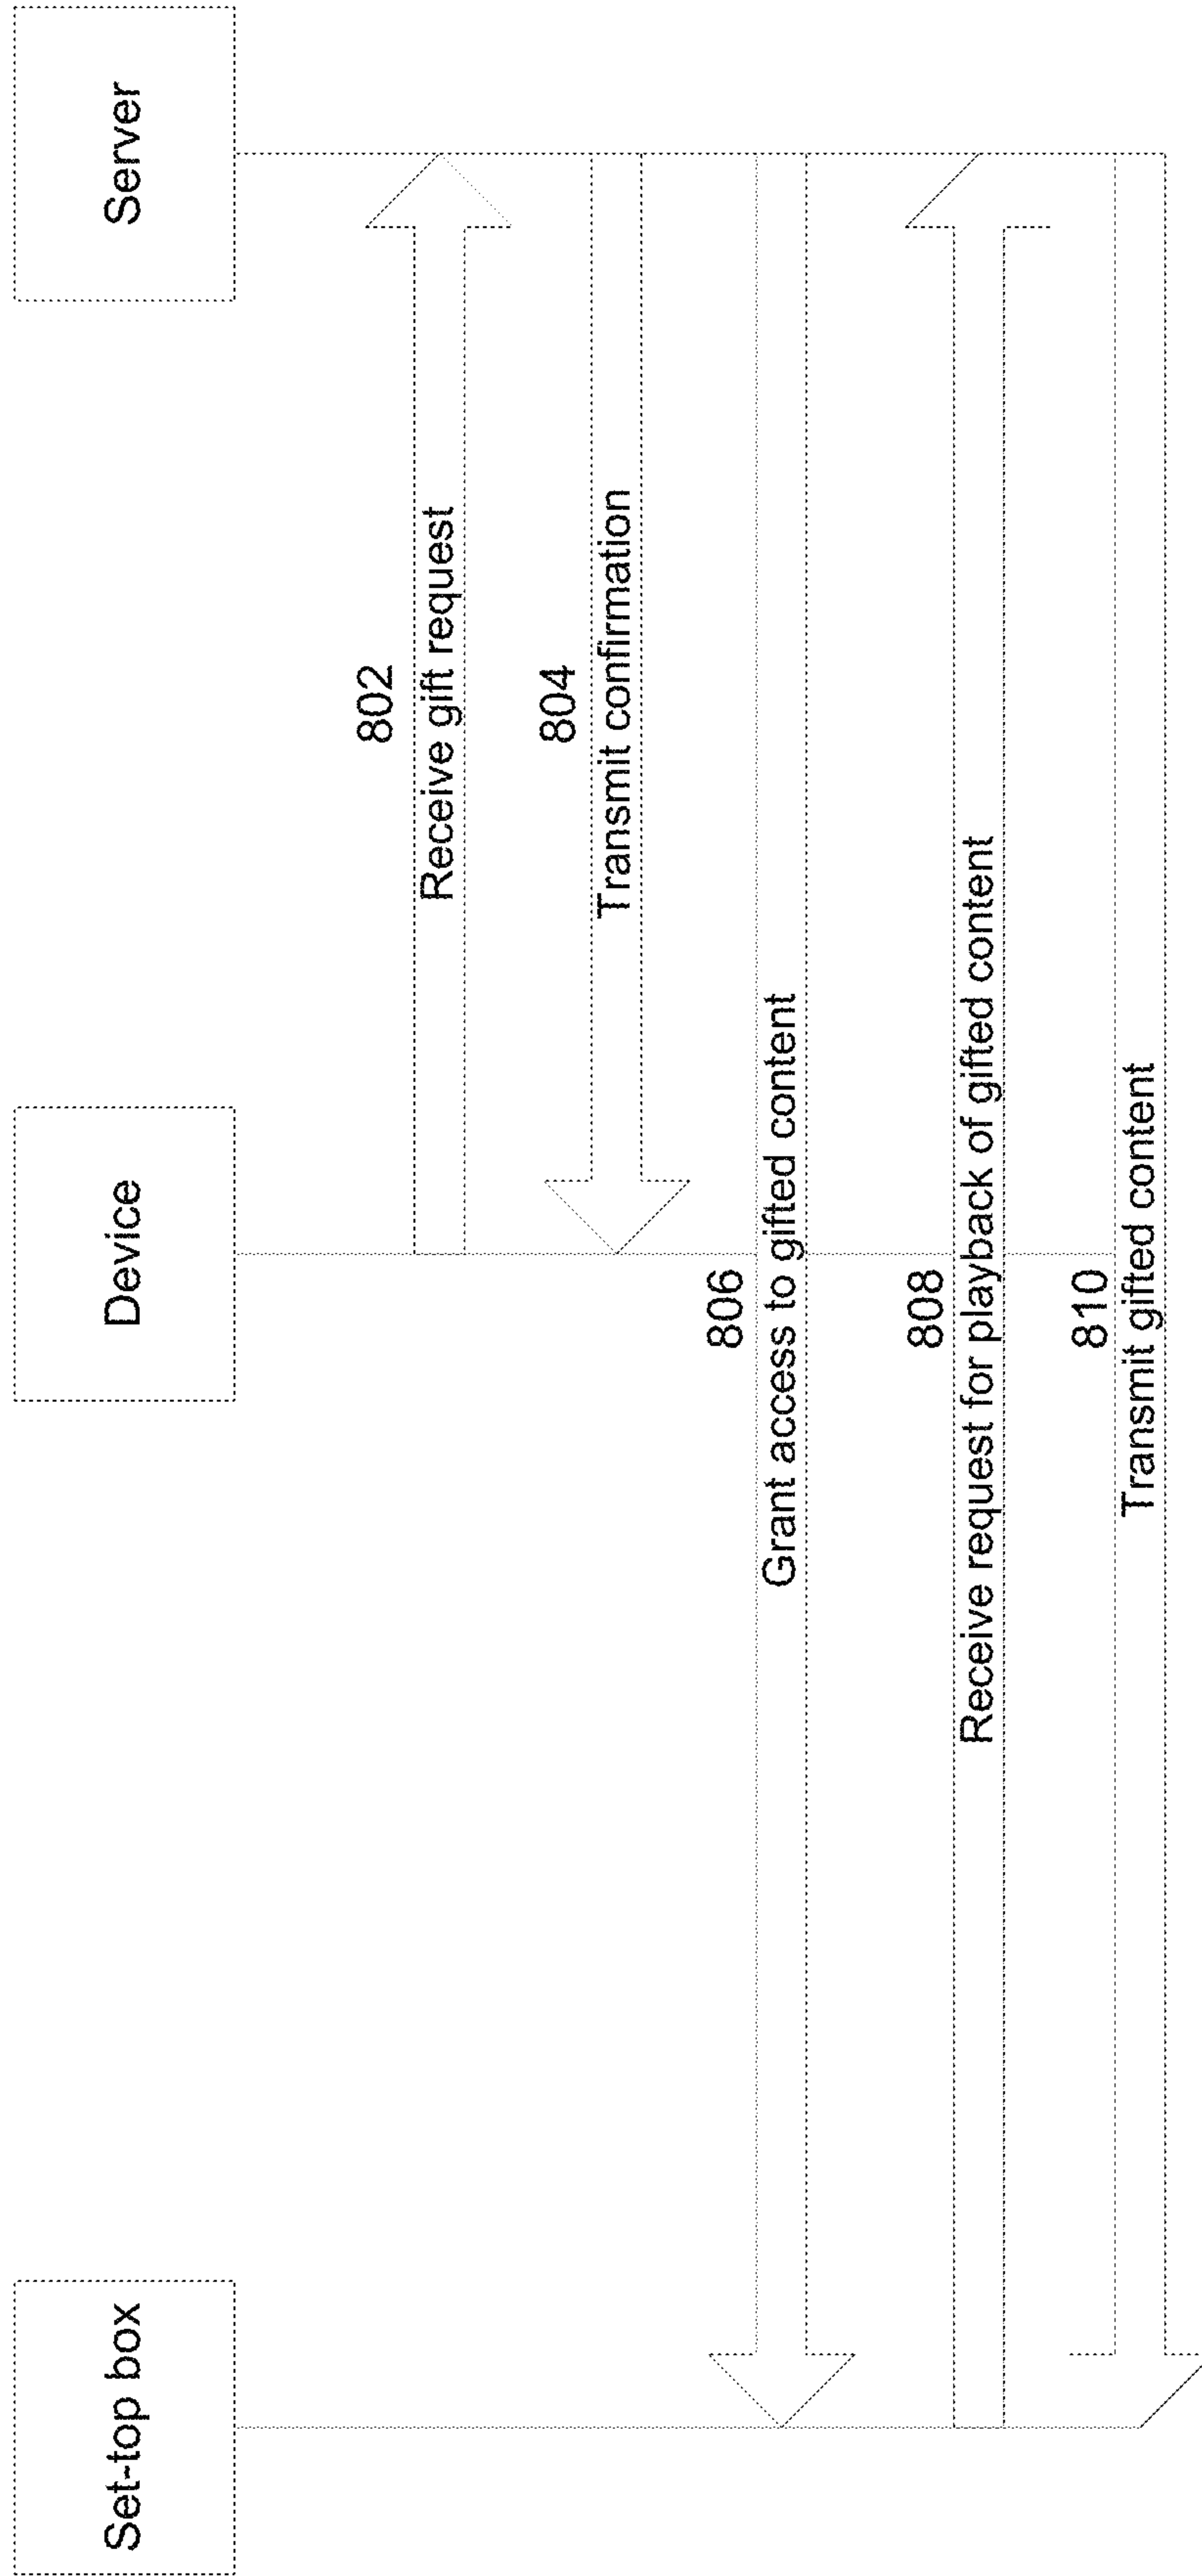 Set-top box
Device
Server
802
Receive gift request
804
Transmit confirmation
806
Grant access to gifted content
808
Receive request for playback of gifted content
810
Transmit gifted content